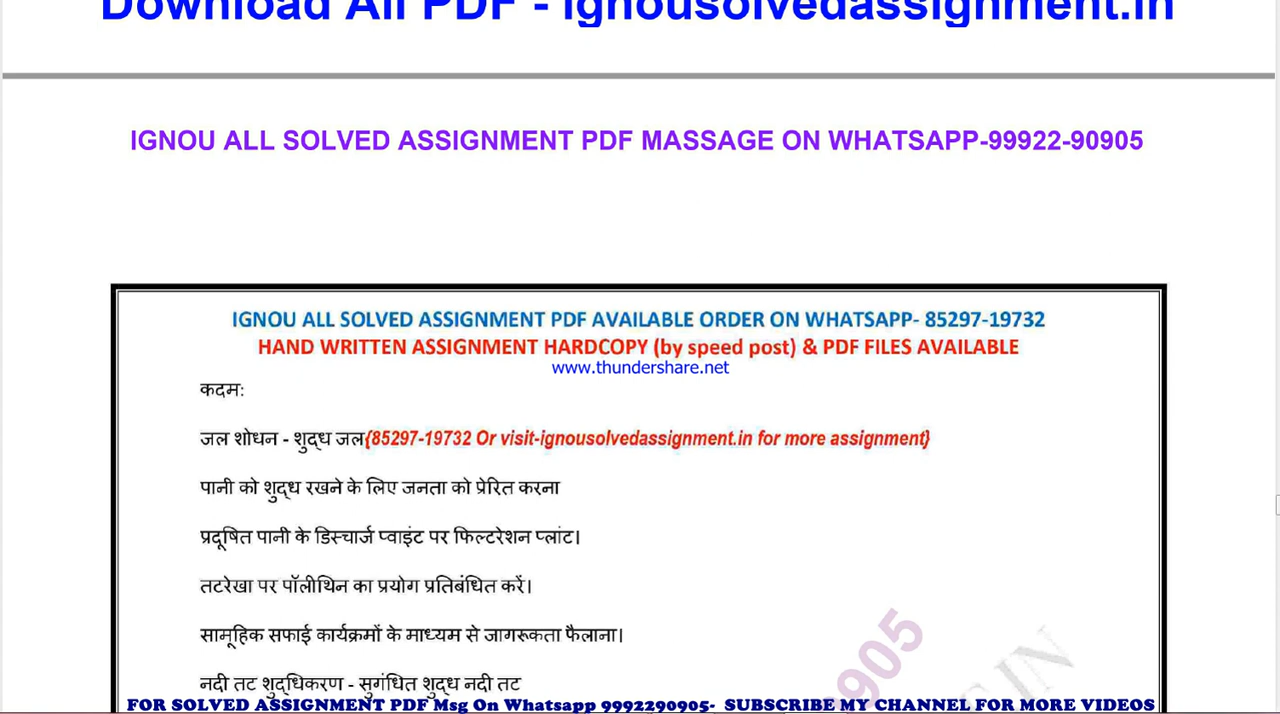 Download All PDF - ignousolvedassignment.in
IGNOU ALL SOLVED ASSIGNMENT PDF MASSAGE ON WHATSAPP-99922-90905
IGNOU ALL SOLVED ASSIGNMENT PDF AVAILABLE ORDER ON WHATSAPP- 85297-19732
HAND WRITTEN ASSIGNMENT HARDCOPY (by speed post) & PDF FILES AVAILABLE
www.thundershare.net
कदम:
जल शोधन - शुद्ध जल{85297-19732 Or visit-ignousolvedassignment.in for more assignment}
पानी को शुद्ध रखने के लिए जनता को प्रेरित करना
प्रदूषित पानी के डिस्चार्ज प्वाइंट पर फिल्टरेशन प्लांट।
तटरेखा पर पॉलीथिन का प्रयोग प्रतिबंधित करें।
सामूहिक सफाई कार्यक्रमों के माध्यम से जागरूकता फैलाना।
नदी तट शुद्धिकरण - सुगंधित शुद्ध नदी तट
0905
IN
FOR SOLVED ASSIGNMENT PDF Msg On Whatsapp 9992290905- SUBSCRIBE MY CHANNEL FOR MORE VIDEOS